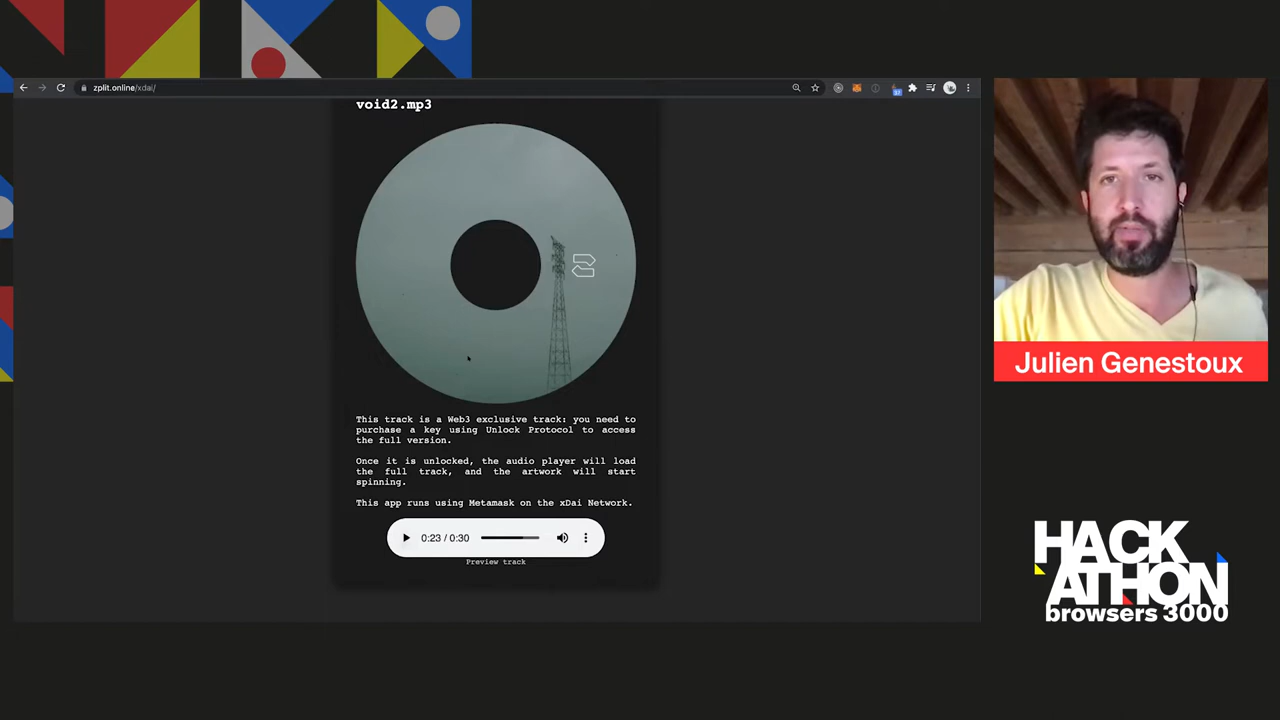 zplit.online/xdai/
void2.mp3
This track is a Web3 exclusive track: you need to
purchase a key using Unlock Protocol to access
the full version.
Once it is unlocked, the audio player will load
the full track, and the artwork will start
spinning.
This app runs using Metamask on the xDai Network.
0:23 / 0:30
Preview track
Julien Genestoux
HACK
ATHON
browsers 3000